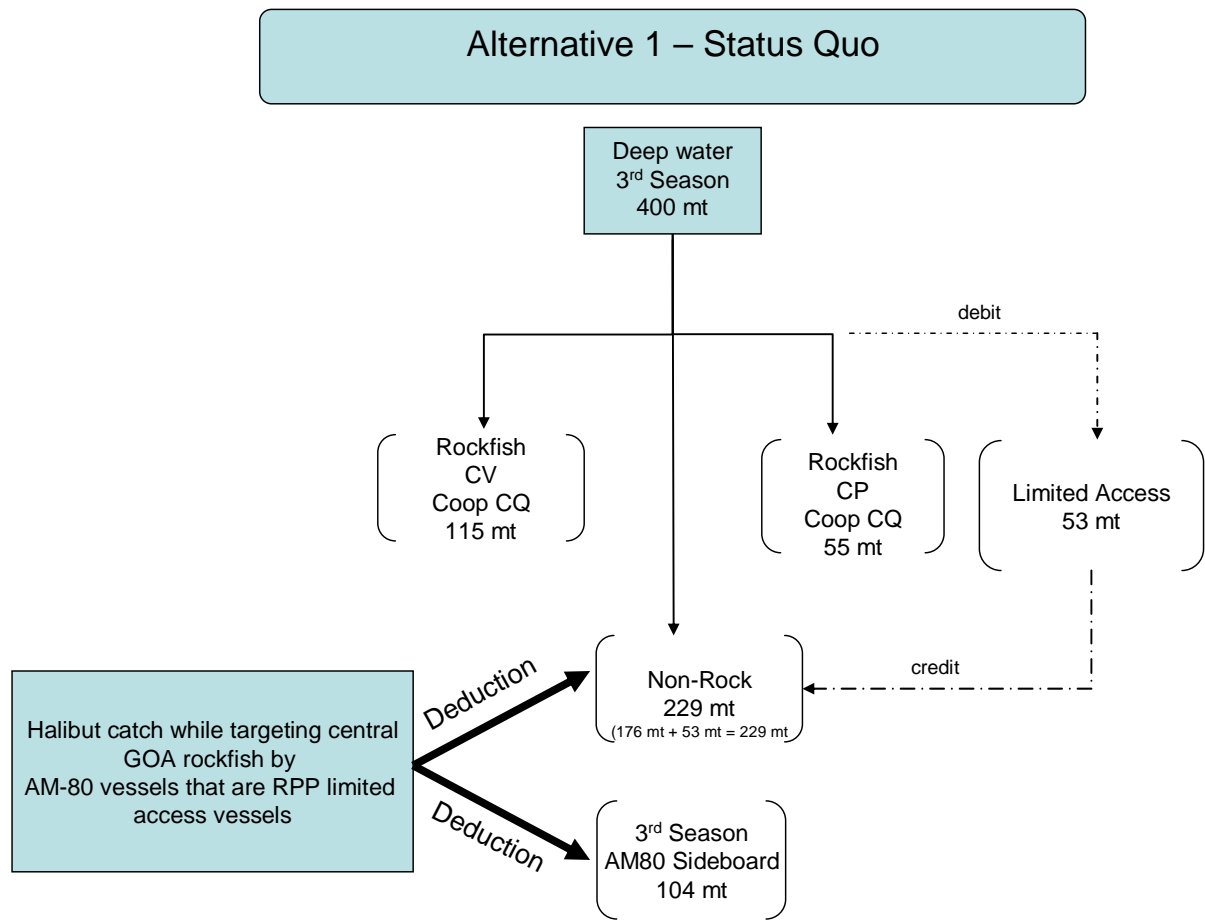 Alternative 1 – Status Quo
Deep water
3rd Season
400 mt
debit
Rockfish
CV
Coop CQ
115 mt
Rockfish
CP
Coop CQ
55 mt
Limited Access
53 mt
credit
Deduction
Non-Rock
229 mt
(176 mt + 53 mt = 229 mt
Halibut catch while targeting central
GOA rockfish by
AM-80 vessels that are RPP limited
access vessels
Deduction
3rd Season
AM80 Sideboard
104 mt